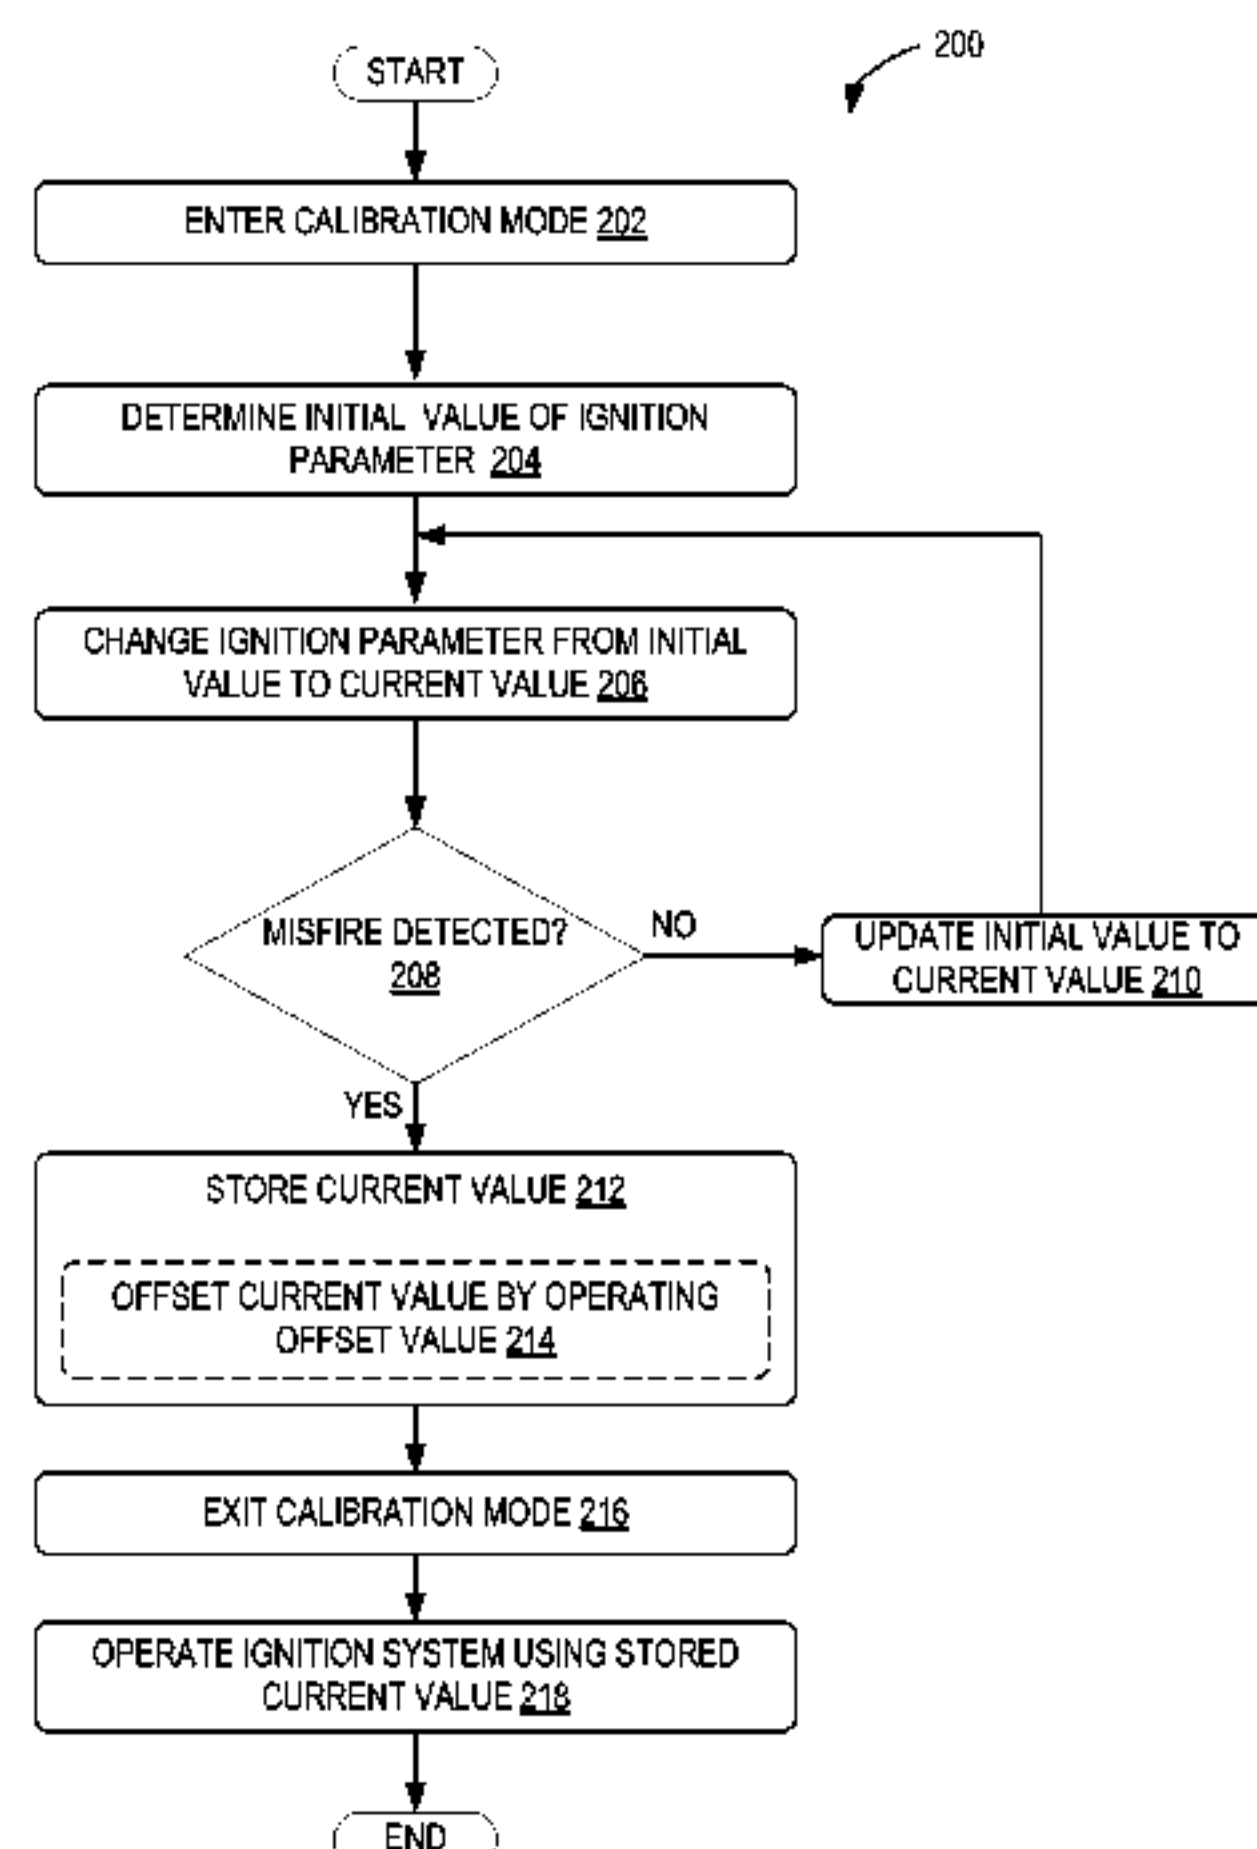 200
START
ENTER CALIBRATION MODE 202
DETERMINE INITIAL VALUE OF IGNITION
PARAMETER 204
CHANGE IGNITION PARAMETER FROM INITIAL
VALUE TO CURRENT VALUE 206
MISFIRE DETECTED?
208
NO
UPDATE INITIAL VALUE TO
CURRENT VALUE 210
YES
STORE CURRENT VALUE 212
OFFSET CURRENT VALUE BY OPERATING
OFFSET VALUE 214
EXIT CALIBRATION MODE 216
OPERATE IGNITION SYSTEM USING STORED
CURRENT VALUE 218
END